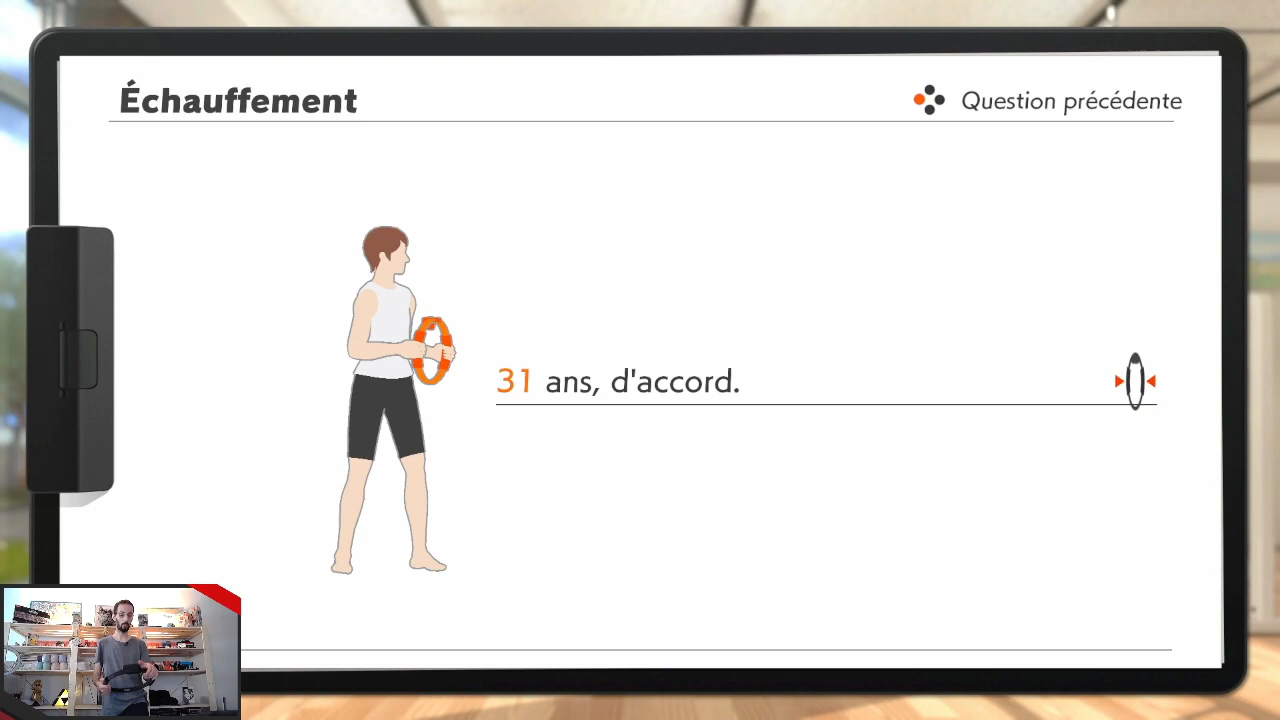 Échauffement
Question précédente
31 ans, d'accord.